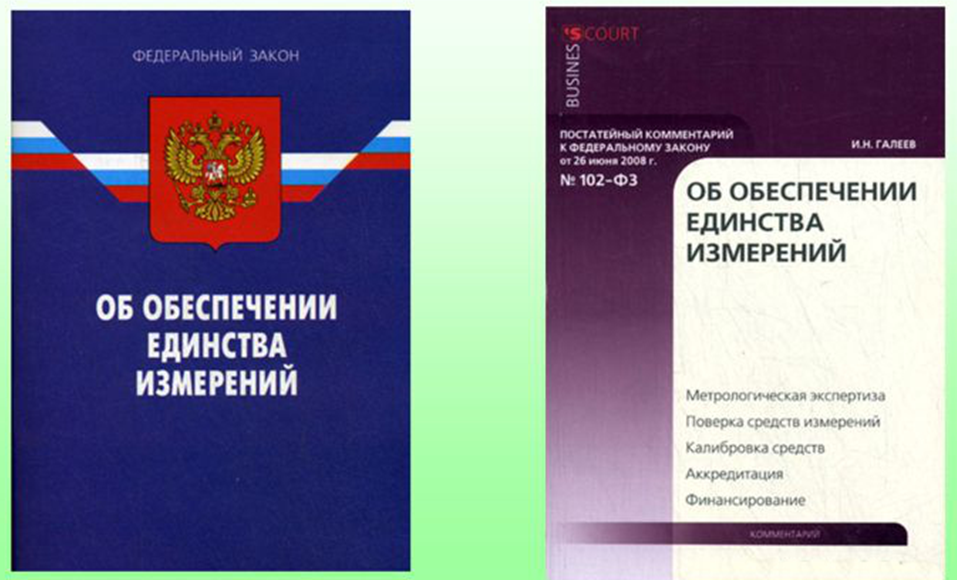 ФЕДЕРАЛЬНЫЙ ЗАКОН
ОБ ОБЕСПЕЧЕНИИ
ЕДИНСТВА
ИЗМЕРЕНИЙ
'S COURT
BUSINES
ПОСТАТЕЙНЫЙ КОММЕНТАРИЙ
К ФЕДЕРАЛЬНОМУ ЗАКОНУ
от 26 июня 2008 г.
№ 102-ФЗ
И.Н. ГАЛЕЕВ
ОБ ОБЕСПЕЧЕНИИ
ЕДИНСТВА
ИЗМЕРЕНИЙ
Метрологическая экспертиза
Поверка средств измерений
Калибровка средств
Аккредитация
Финансирование
КОММЕНТАРИЙ